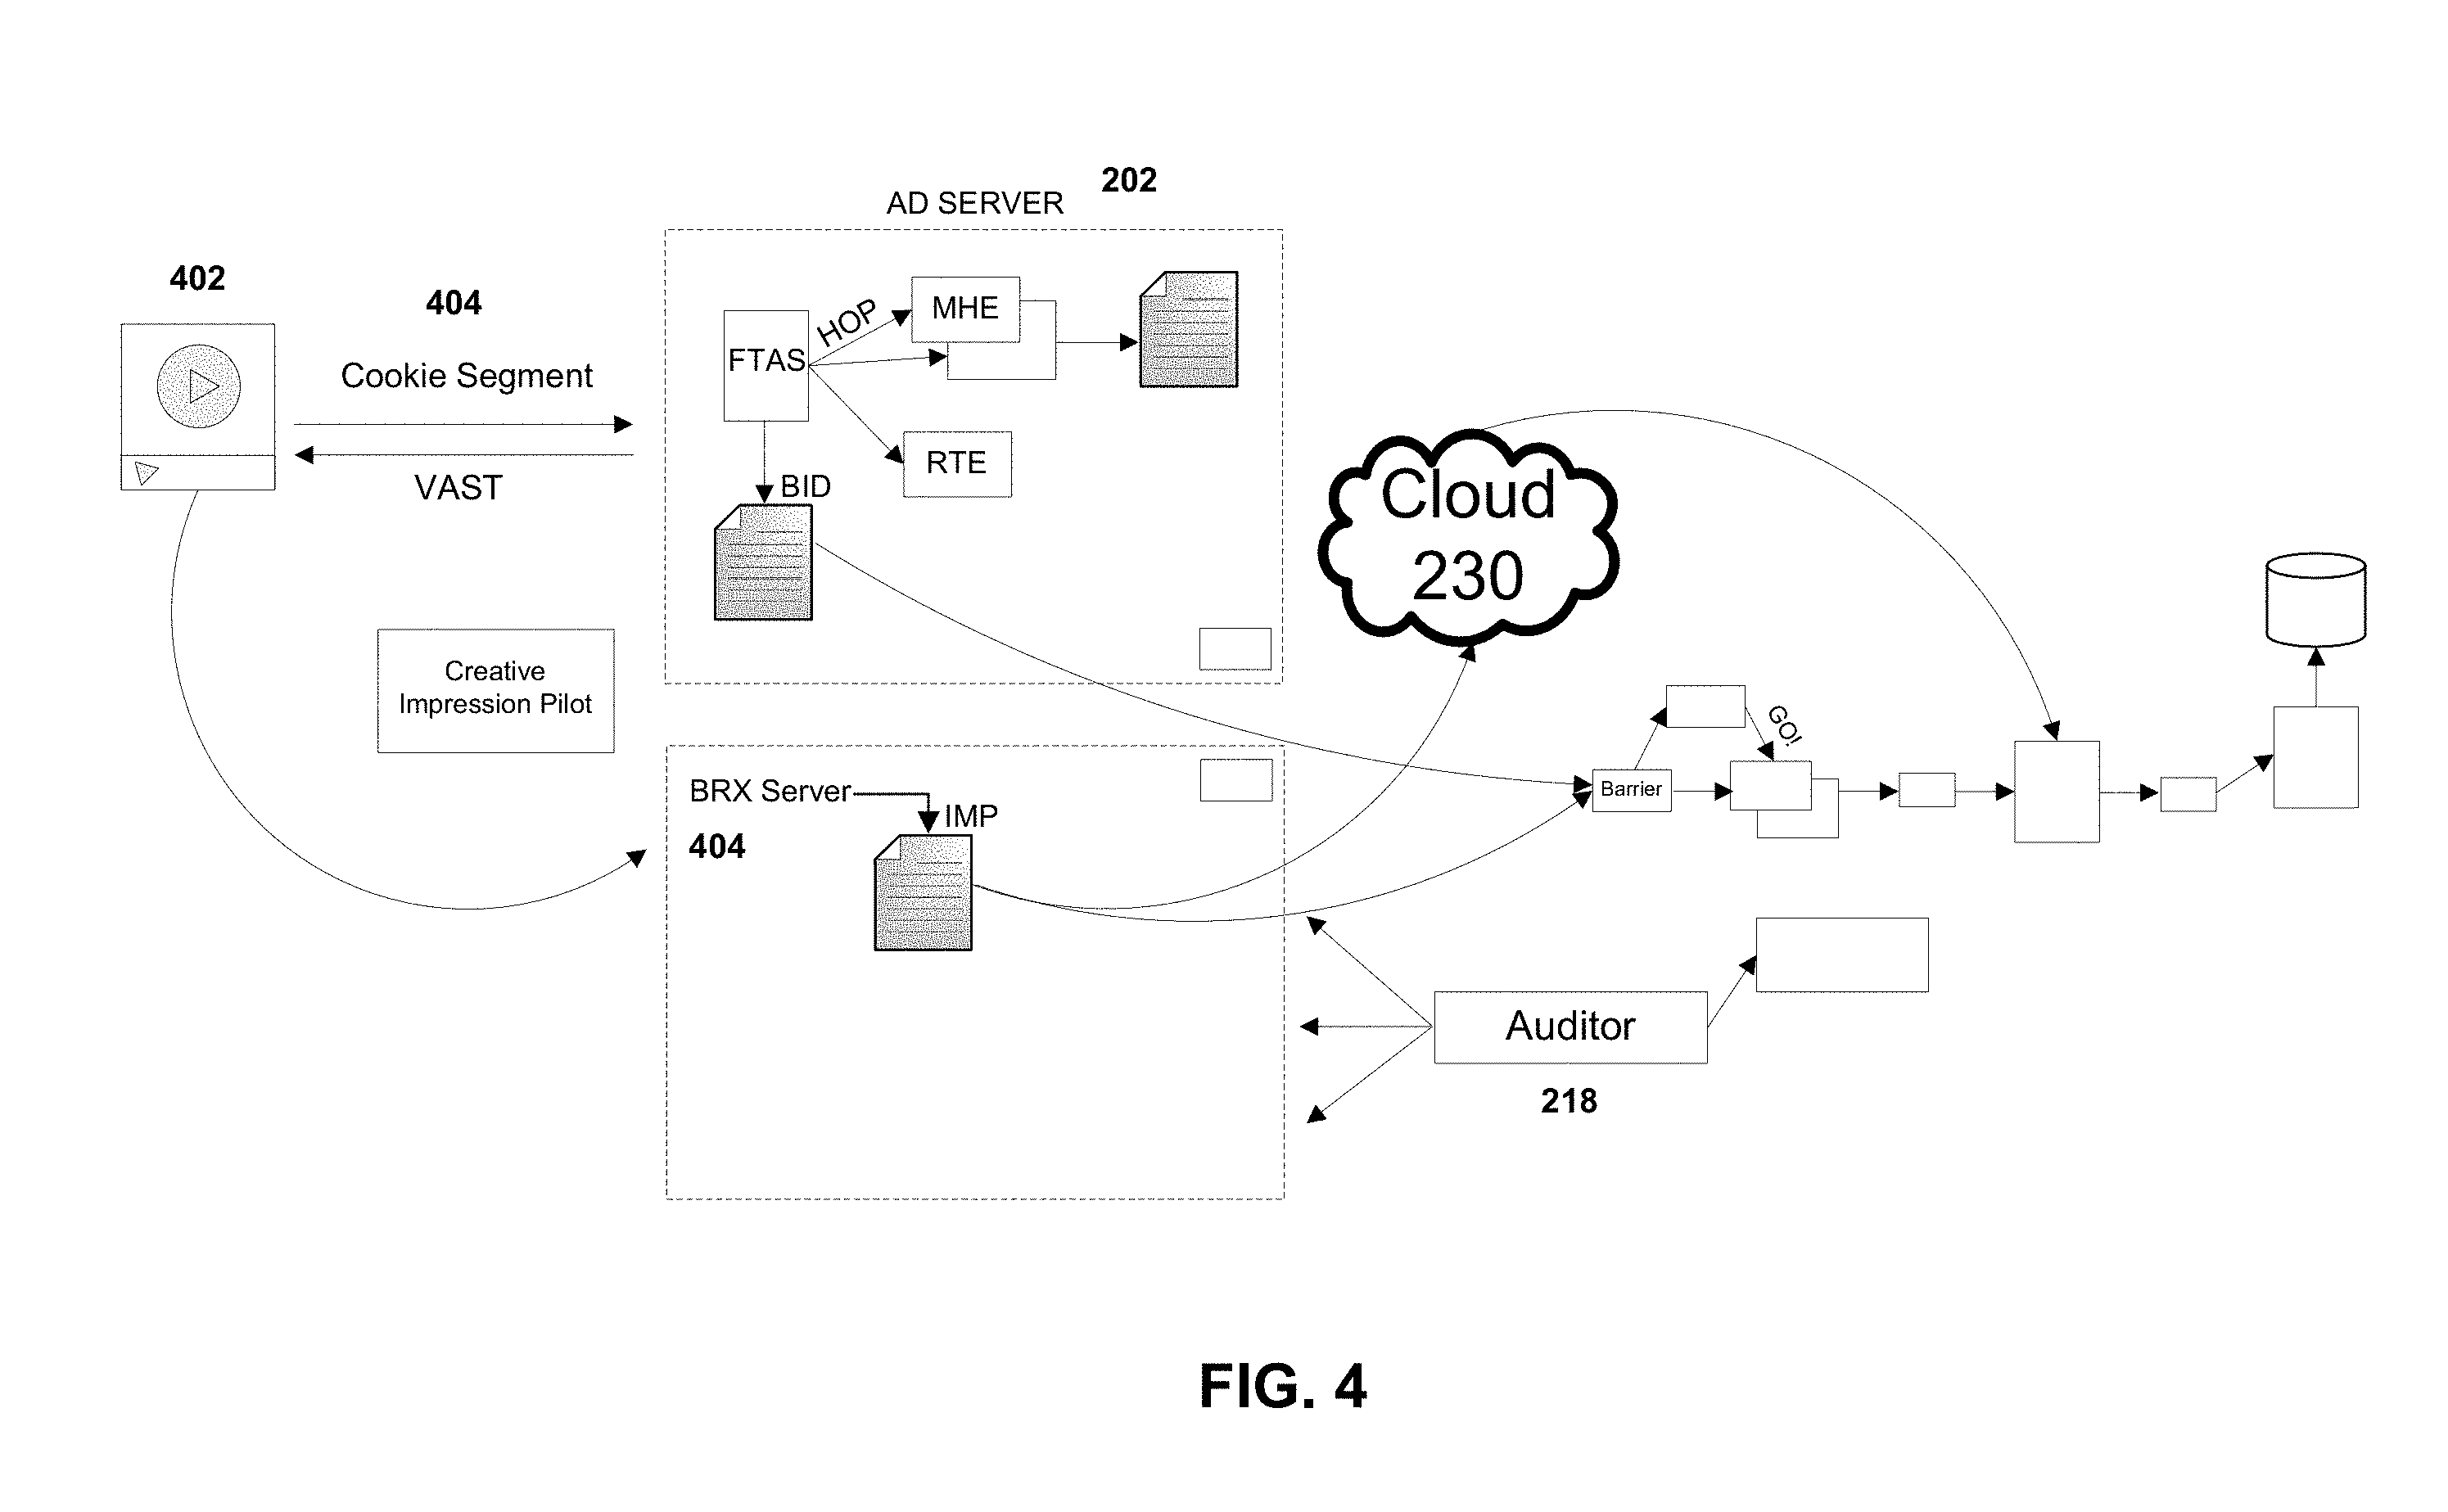 202
AD SERVER
402
404
Cookie Segment
VAST
HOP
MHE
FTAS
RTE
BID
Cloud
230
Creative
Impression Pilot
GO!
BRX Server
404
IMP
Barrier
Auditor
218
FIG. 4